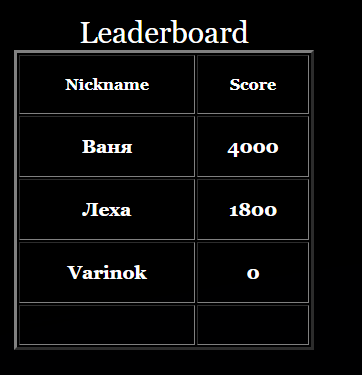 Leaderboard
Nickname Score
Ваня 4000
Леха 1800
Varinok 0